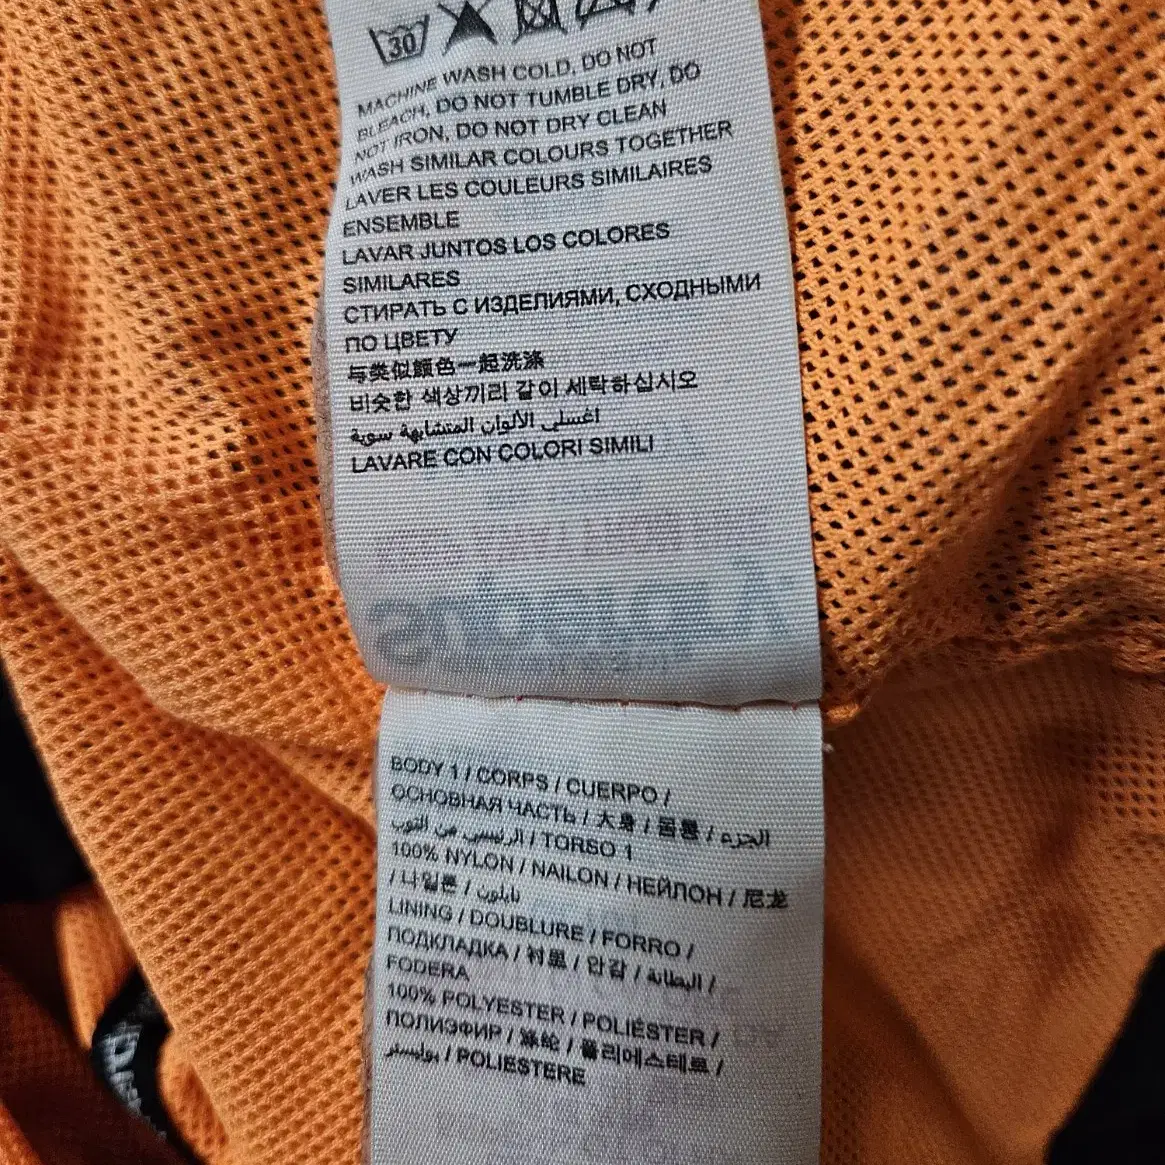 30
MACHINE WASH COLD, DO NOT
BLEACH, DO NOT TUMBLE DRY, DO
NOT IRON, DO NOT DRY CLEAN
WASH SIMILAR COLOURS TOGETHER
LAVER LES COULEURS SIMILAIRES
ENSEMBLE
LAVAR JUNTOS LOS COLORES
SIMILARES
СТИРАТЬ С ИЗДЕЛИЯМИ, СХОДНЫМИ
ПО ЦВЕТУ
与类似顏色一起洗涤
비슷한 색상끼리 같이 세탁하십시오
اغسلي الألوان المتشابهة سوية
LAVARE CON COLORI SIMILI
BODY 1 / CORPS / CUERPO /
ОСНОВНАЯ ЧАСТЬ / 大身 / 몸통 / الجزء
الرئيسي من الثوب / TORSO 1
100% NYLON / NAILON / НЕЙЛОН / 尼龙
/ 나일론 / نايلون
LINING / DOUBLURE / FORRO /
ПОДКЛАДКА / 衬里 / 안감 / البطانة /
FODERA
100% POLYESTER / POLIÉSTER /
ПОЛИЭФИР / 涤纶 / 폴리에스테르 /
بوليستر / POLIESTERE